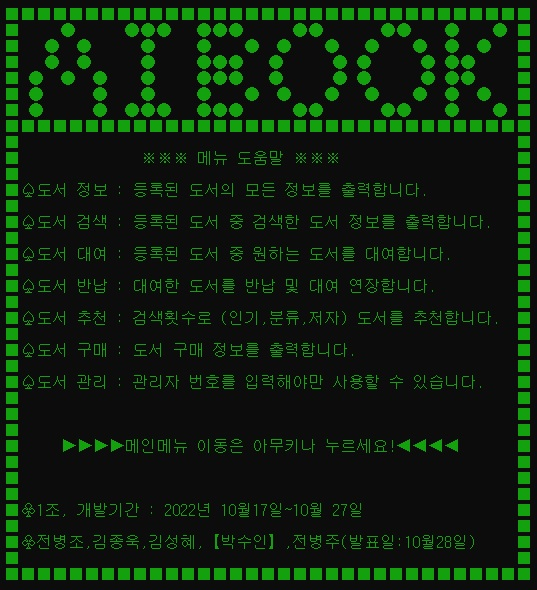 AIBOOK
※※※ 메뉴 도움말 ※※※
♤도서 정보 : 등록된 도서의 모든 정보를 출력합니다.
♤도서 검색 : 등록된 도서 중 검색한 도서 정보를 출력합니다.
♤도서 대여 : 등록된 도서 중 원하는 도서를 대여합니다.
♤도서 반납 : 대여한 도서를 반납 및 대여 연장합니다.
♤도서 추천 : 검색횟수로 (인기,분류,저자) 도서를 추천합니다.
♤도서 구매 : 도서 구매 정보를 출력합니다.
♤도서 관리 : 관리자 번호를 입력해야만 사용할 수 있습니다.
▶▶▶▶메인메뉴 이동은 아무키나 누르세요!◀◀◀◀
♧1조, 개발기간 : 2022년 10월17일~10월 27일
♧전병조,김종욱,김성혜,【박수인】,전병주(발표일:10월28일)